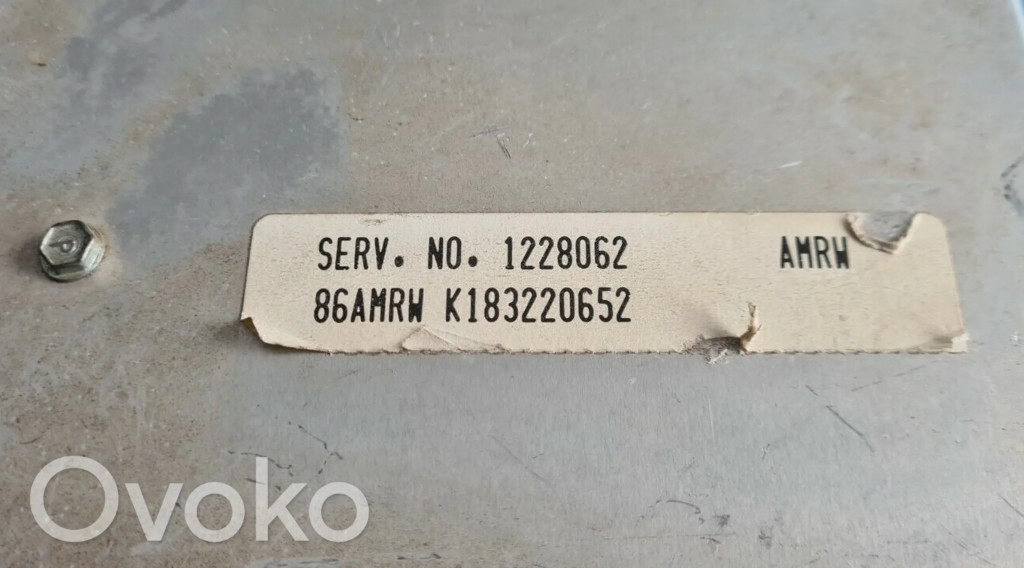 SERV. NO. 1228062 AMRW
86AMRW K183220652
Ovoko